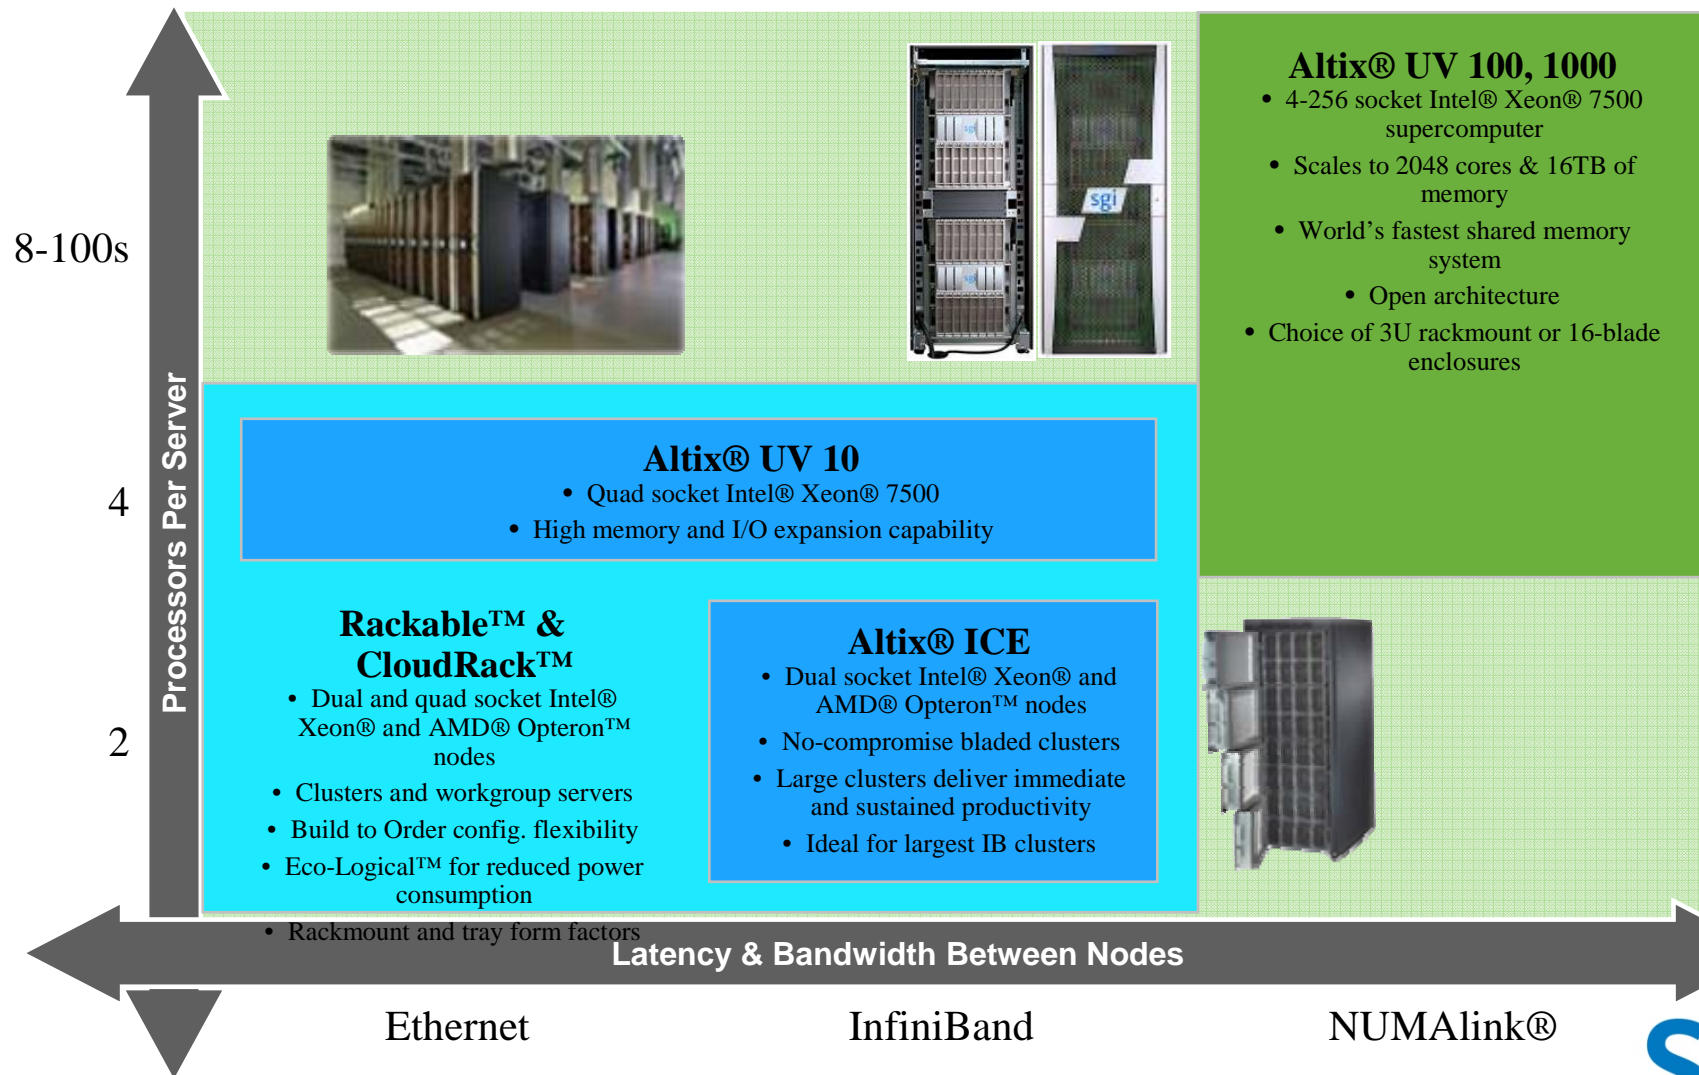 Altix® UV 100, 1000
• 4-256 socket Intel® Xeon® 7500
supercomputer
• Scales to 2048 cores & 16TB of
memory
• World's fastest shared memory
system
• Open architecture
• Choice of 3U rackmount or 16-blade
enclosures
sgi
sgi
sgi
8-100s
4
2
Processors Per Server
Altix® UV 10
• Quad socket Intel® Xeon® 7500
• High memory and I/O expansion capability
Rackable™ &
CloudRack™
• Dual and quad socket Intel®
Xeon® and AMD® Opteron™
nodes
• Clusters and workgroup servers
• Build to Order config. flexibility
• Eco-Logical™ for reduced power
consumption
• Rackmount and tray form factors
Altix® ICE
• Dual socket Intel® Xeon® and
AMD® Opteron™ nodes
• No-compromise bladed clusters
• Large clusters deliver immediate
and sustained productivity
• Ideal for largest IB clusters
Latency & Bandwidth Between Nodes
Ethernet
InfiniBand
NUMAlink®